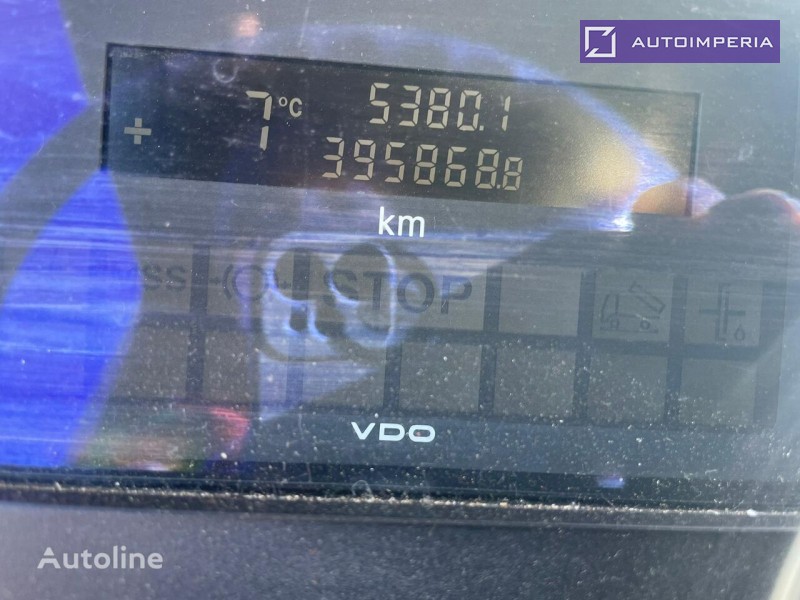 AUTOIMPERIA
+ 7 °C 5380.1
395868.8
km
STOP
VDO
Autoline